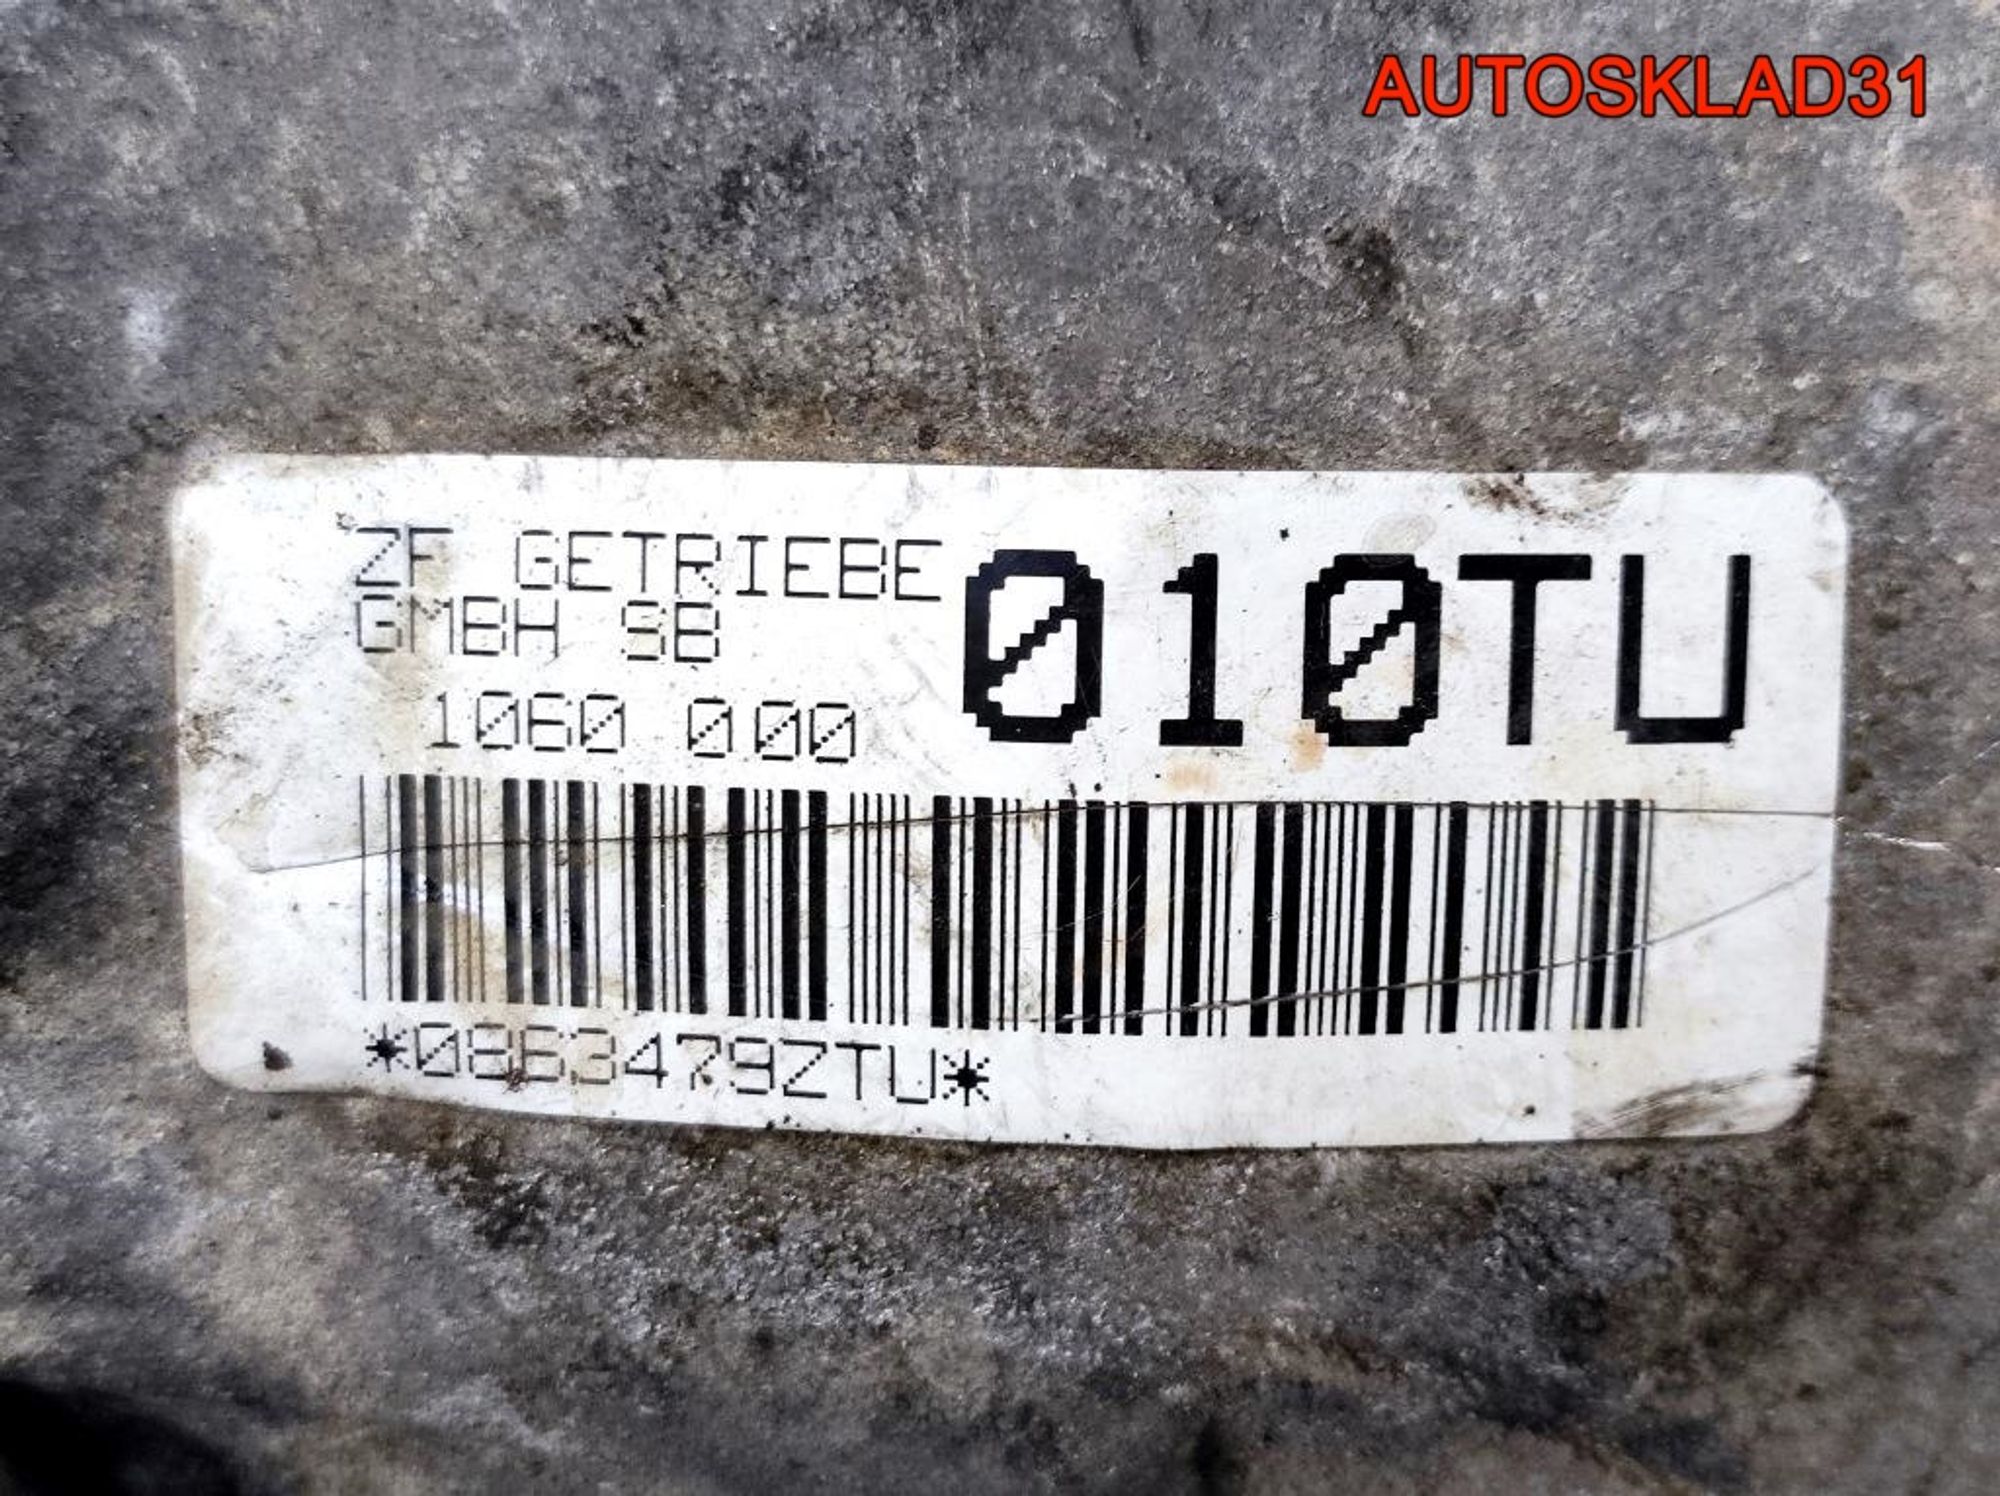 AUTOSKLAD31
ZF GETRIEBE
GMBH SB
010TU
1060 000
*0863479ZTU*